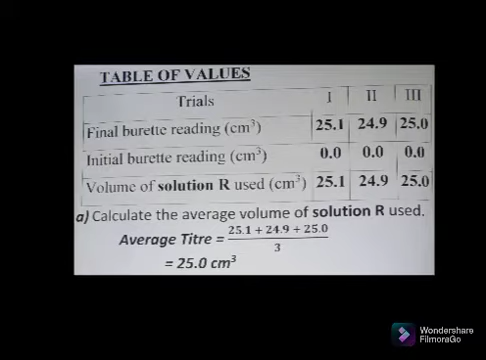 TABLE OF VALUES
Trials I II III
Final burette reading (cm³) 25.1 24.9 25.0
Initial burette reading (cm³) 0.0 0.0 0.0
Volume of solution R used (cm³) 25.1 24.9 25.0
a) Calculate the average volume of solution R used.
Average Titre = 25.1 + 24.9 + 25.0 / 3
= 25.0 cm³
Wondershare
FilmoraGo